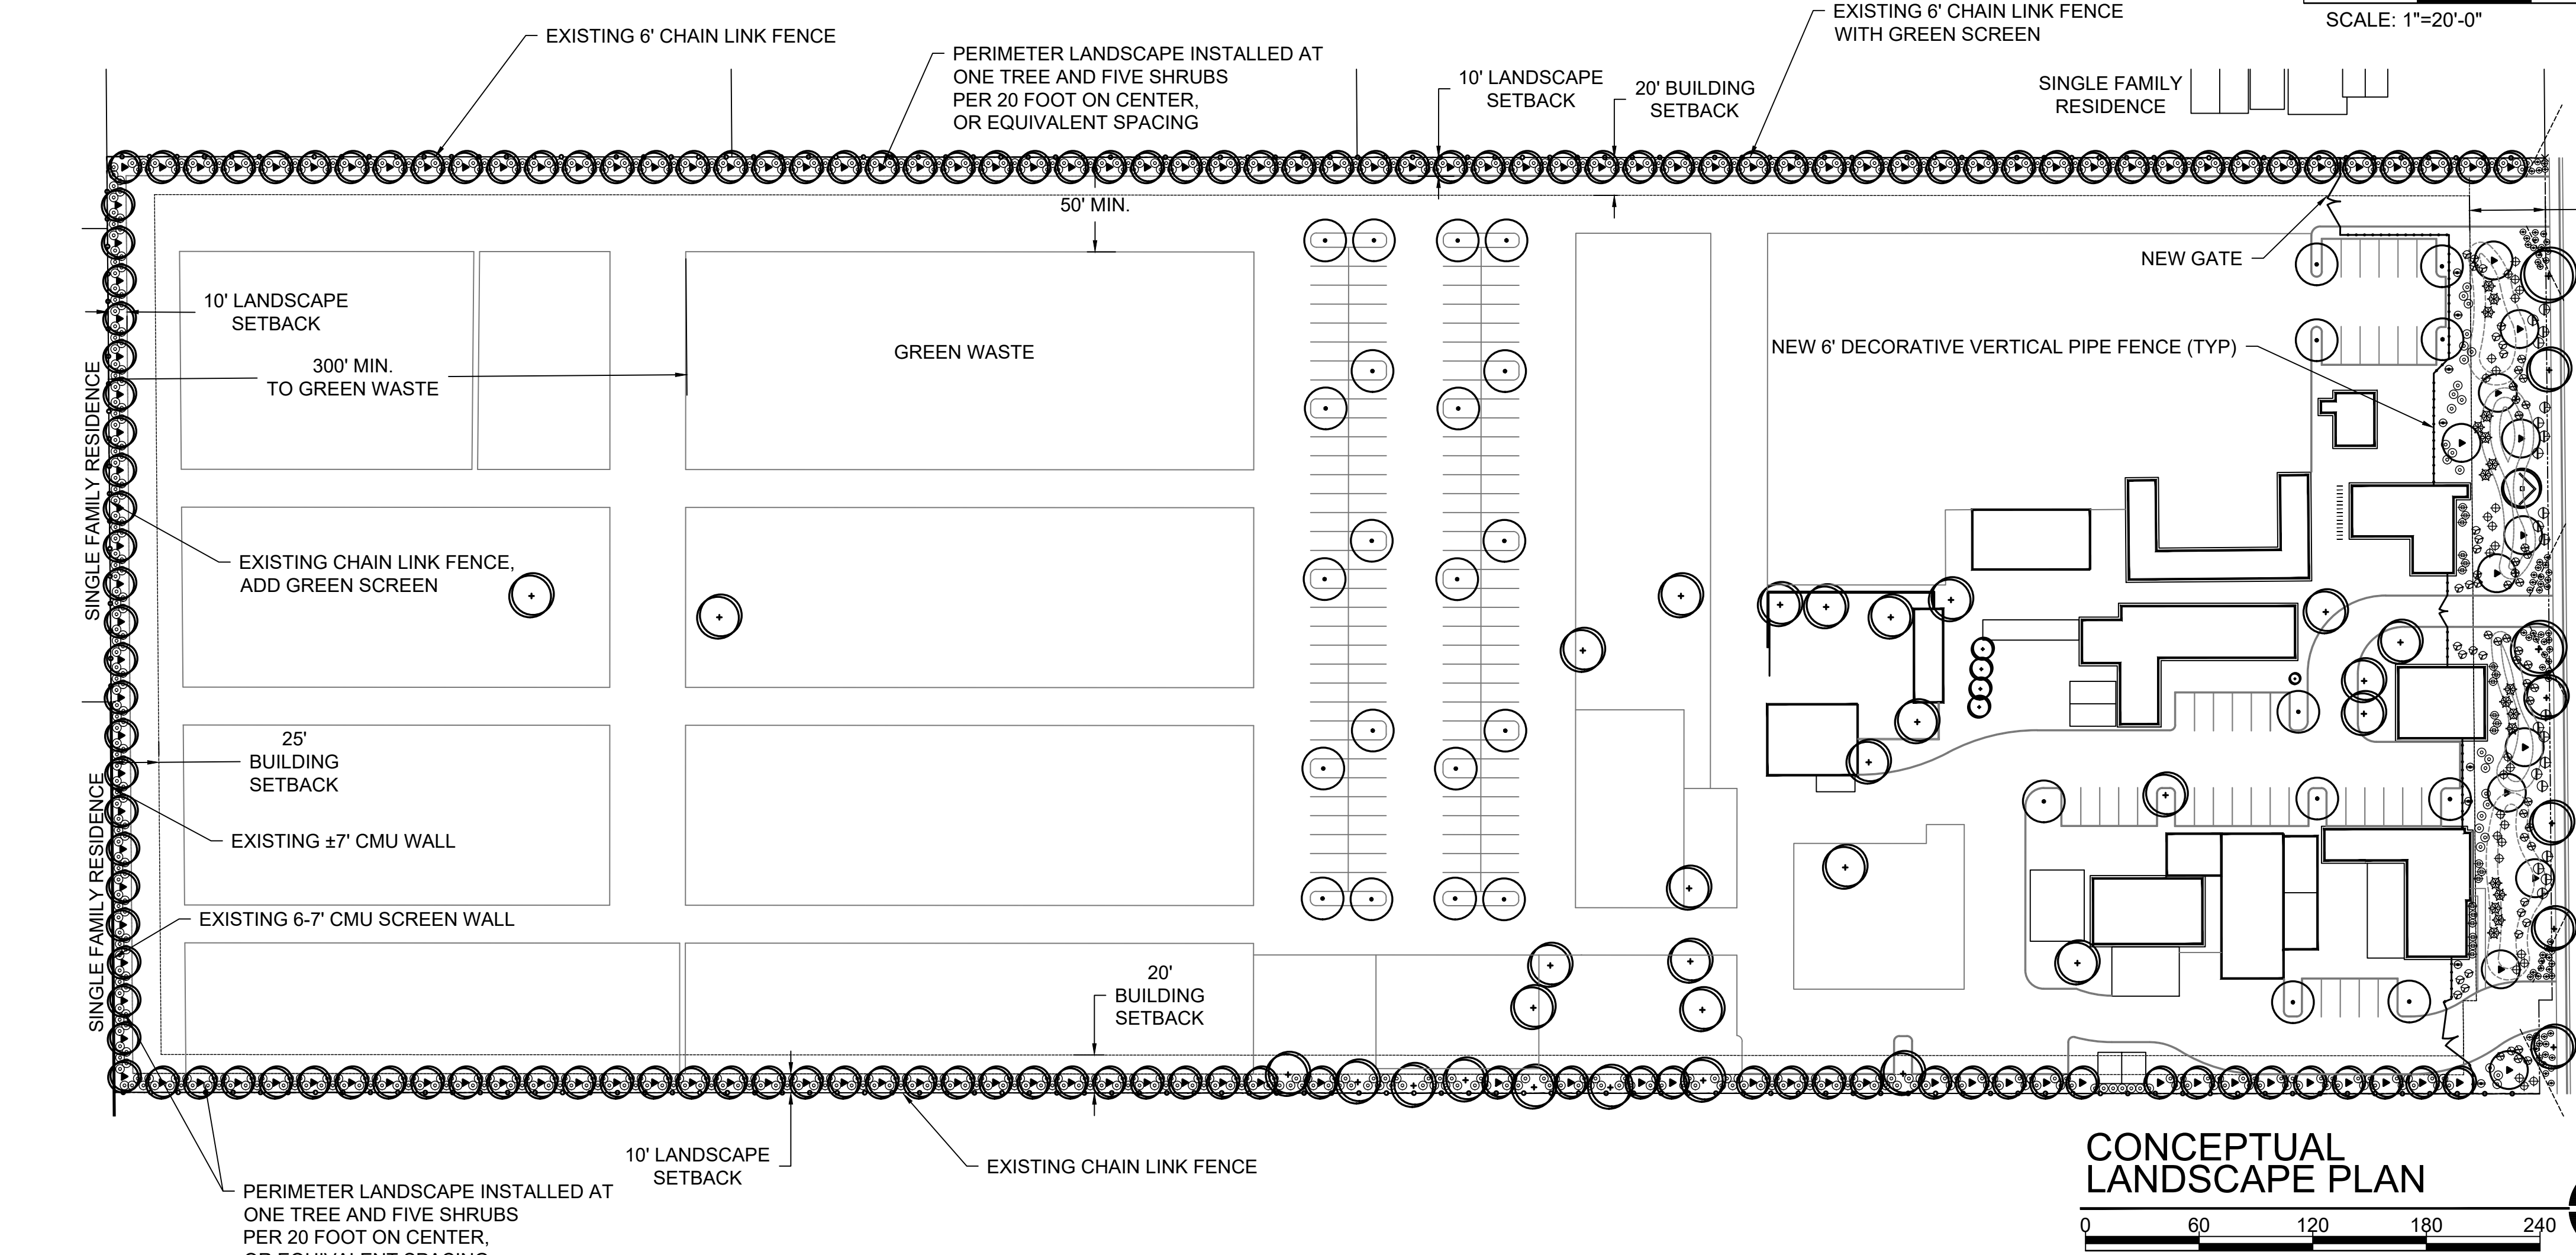 EXISTING 6' CHAIN LINK FENCE
PERIMETER LANDSCAPE INSTALLED AT
ONE TREE AND FIVE SHRUBS
PER 20 FOOT ON CENTER,
OR EQUIVALENT SPACING
10' LANDSCAPE
SETBACK
20' BUILDING
SETBACK
EXISTING 6' CHAIN LINK FENCE
WITH GREEN SCREEN
SCALE: 1"=20'-0"
SINGLE FAMILY
RESIDENCE
50' MIN.
NEW GATE
10' LANDSCAPE
SETBACK
300' MIN.
TO GREEN WASTE
GREEN WASTE
NEW 6' DECORATIVE VERTICAL PIPE FENCE (TYP)
SINGLE FAMILY RESIDENCE
EXISTING CHAIN LINK FENCE,
ADD GREEN SCREEN
25'
BUILDING
SETBACK
SINGLE FAMILY RESIDENCE
EXISTING ±7' CMU WALL
EXISTING 6-7' CMU SCREEN WALL
20'
BUILDING
SETBACK
10' LANDSCAPE
SETBACK
EXISTING CHAIN LINK FENCE
PERIMETER LANDSCAPE INSTALLED AT
ONE TREE AND FIVE SHRUBS
PER 20 FOOT ON CENTER,
OR EQUIVALENT SPACING
CONCEPTUAL
LANDSCAPE PLAN
0 60 120 180 240